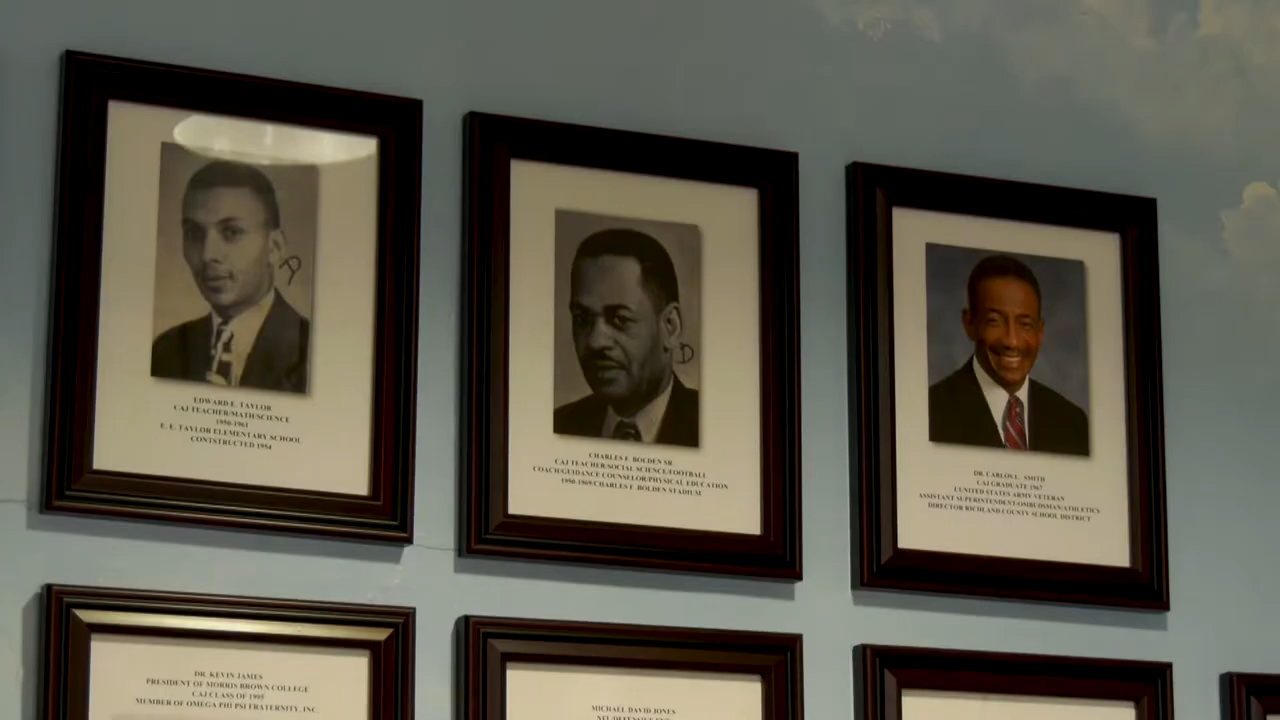 EDWARD E. TAYLOR
CAJ TEACHER/MATH/SCIENCE
1950-1961
E. E. TAYLOR ELEMENTARY SCHOOL
CONTSTRUCTED 1954
D
CHARLES F. BOLDEN SR.
CAJ TEACHER/SOCIAL SCIENCE/FOOTBALL
COACH/GUIDANCE COUNSELOR/PHYSICAL EDUCATION
1950-1969/CHARLES F. BOLDEN STADIUM
D
DR. CARLOS L. SMITH
CAJ GRADUATE 1967
UNITED STATES ARMY VETERAN
ASSISTANT SUPERINTENDENT/OMBUDSMAN/ATHLETICS
DIRECTOR RICHLAND COUNTY SCHOOL DISTRICT
DR. KEVIN JAMES
PRESIDENT OF MORRIS BROWN COLLEGE
CAJ CLASS OF 1995
MEMBER OF OMEGA PHI PSI FRATERNITY, INC.
MICHAEL DAVID JONES